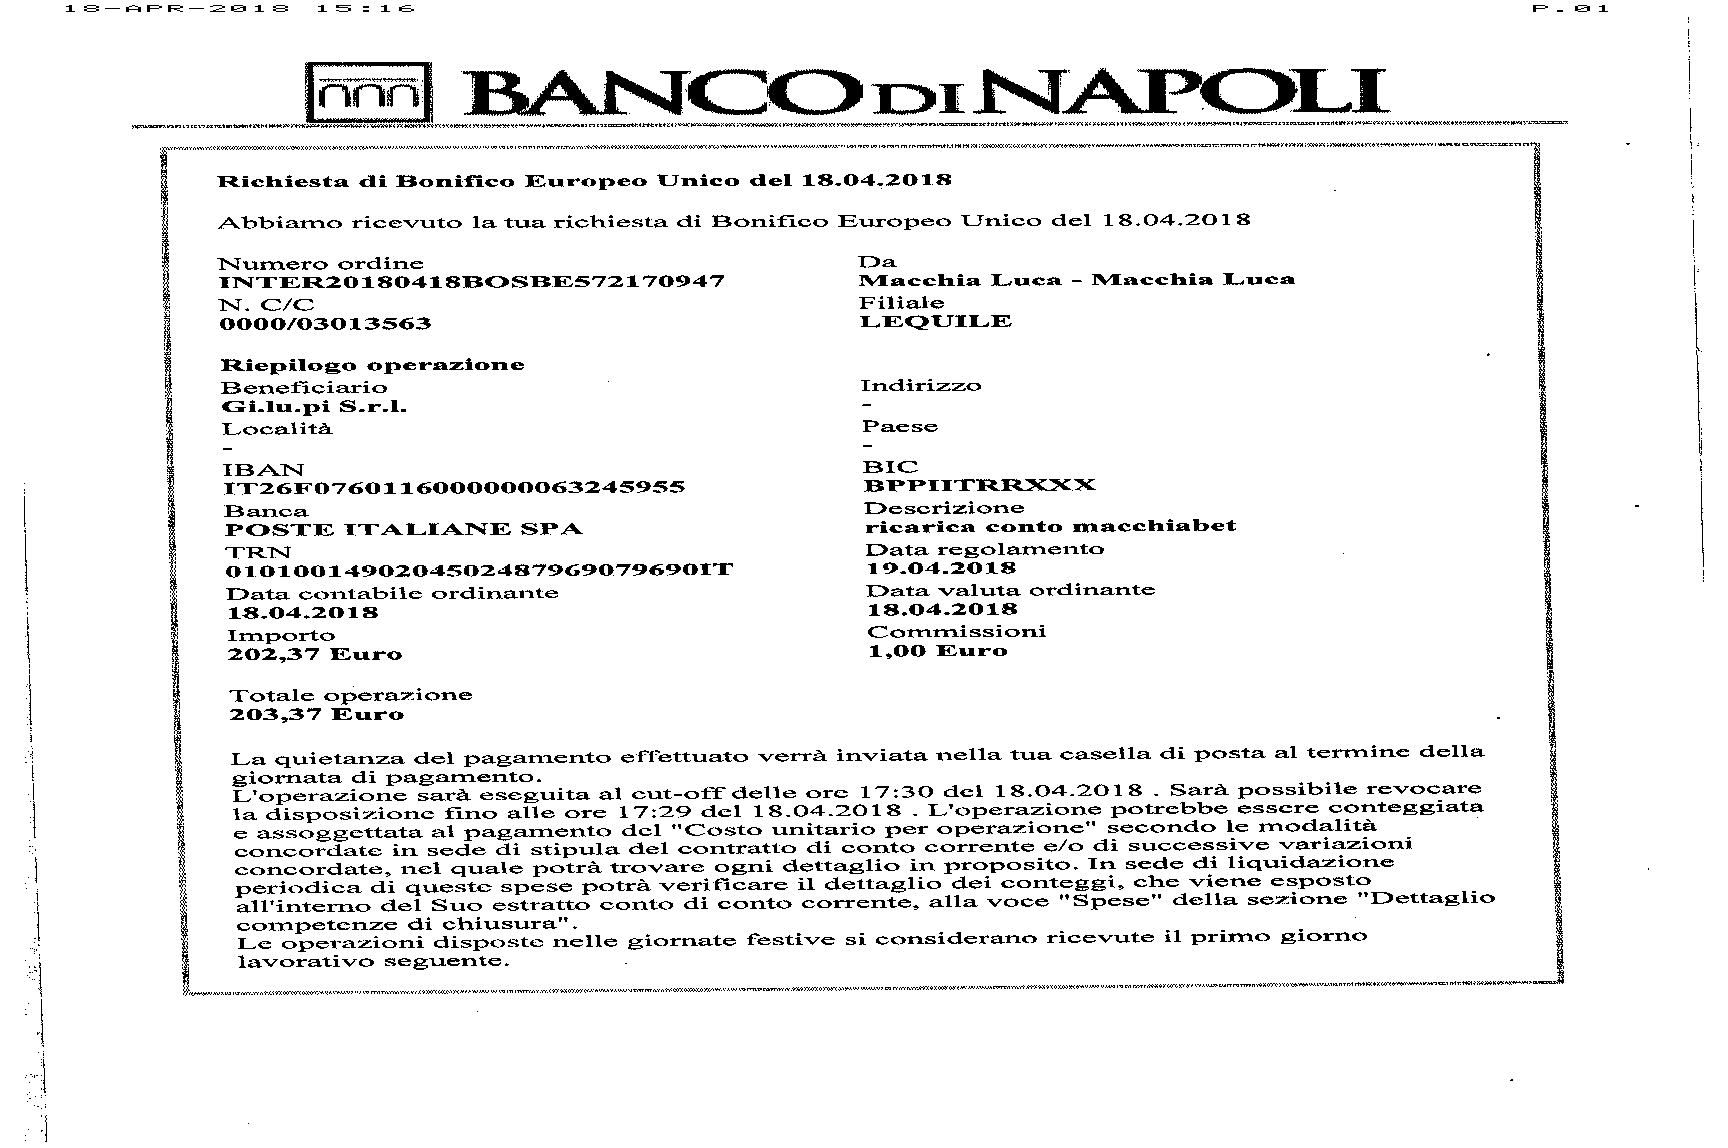 18-APR-2018 15:16 P.01
BANCO DI NAPOLI
Richiesta di Bonifico Europeo Unico del 18.04.2018
Abbiamo ricevuto la tua richiesta di Bonifico Europeo Unico del 18.04.2018
Numero ordine Da
INTER20180418BOSBE572170947 Macchia Luca - Macchia Luca
N. C/C Filiale
0000/03013563 LEQUILE
Riepilogo operazione
Beneficiario Indirizzo
Gi.lu.pi S.r.l. -
Località Paese
- -
IBAN BIC
IT26F0760116000000063245955 BPPIITRRXXX
Banca Descrizione
POSTE ITALIANE SPA ricarica conto macchiabet
TRN Data regolamento
0101001490204502487969079690IT 19.04.2018
Data contabile ordinante Data valuta ordinante
18.04.2018 18.04.2018
Importo Commissioni
202,37 Euro 1,00 Euro
Totale operazione
203,37 Euro
La quietanza del pagamento effettuato verrà inviata nella tua casella di posta al termine della
giornata di pagamento.
L'operazione sarà eseguita al cut-off delle ore 17:30 del 18.04.2018 . Sarà possibile revocare
la disposizione fino alle ore 17:29 del 18.04.2018 . L'operazione potrebbe essere conteggiata
e assoggettata al pagamento del "Costo unitario per operazione" secondo le modalità
concordate in sede di stipula del contratto di conto corrente e/o di successive variazioni
concordate, nel quale potrà trovare ogni dettaglio in proposito. In sede di liquidazione
periodica di queste spese potrà verificare il dettaglio dei conteggi, che viene esposto
all'interno del Suo estratto conto di conto corrente, alla voce "Spese" della sezione "Dettaglio
competenze di chiusura".
Le operazioni disposte nelle giornate festive si considerano ricevute il primo giorno
lavorativo seguente.